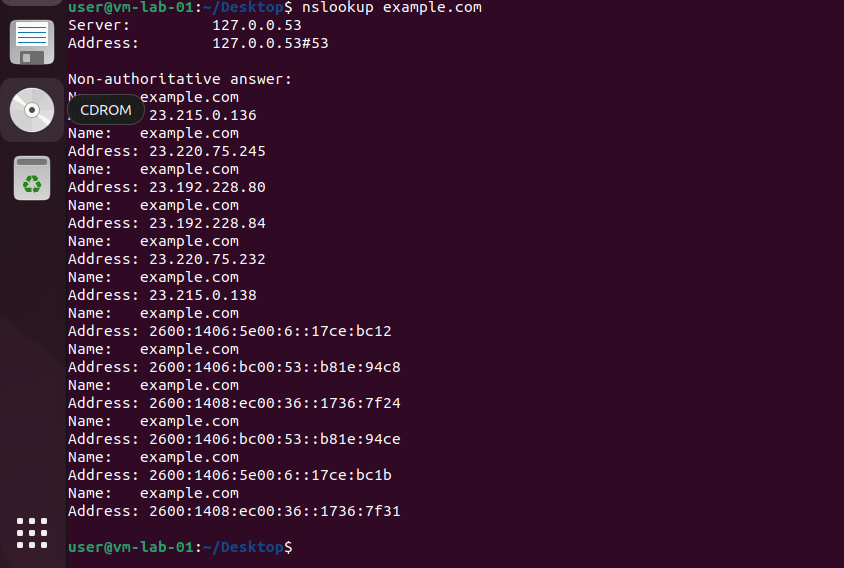 user@vm-lab-01:~/Desktop$ nslookup example.com
Server:         127.0.0.53
Address:        127.0.0.53#53
Non-authoritative answer:
example.com
CDROM
23.215.0.136
Name:   example.com
Address: 23.220.75.245
Name:   example.com
Address: 23.192.228.80
Name:   example.com
Address: 23.192.228.84
Name:   example.com
Address: 23.220.75.232
Name:   example.com
Address: 23.215.0.138
Name:   example.com
Address: 2600:1406:5e00:6::17ce:bc12
Name:   example.com
Address: 2600:1406:bc00:53::b81e:94c8
Name:   example.com
Address: 2600:1408:ec00:36::1736:7f24
Name:   example.com
Address: 2600:1406:bc00:53::b81e:94ce
Name:   example.com
Address: 2600:1406:5e00:6::17ce:bc1b
Name:   example.com
Address: 2600:1408:ec00:36::1736:7f31
user@vm-lab-01:~/Desktop$